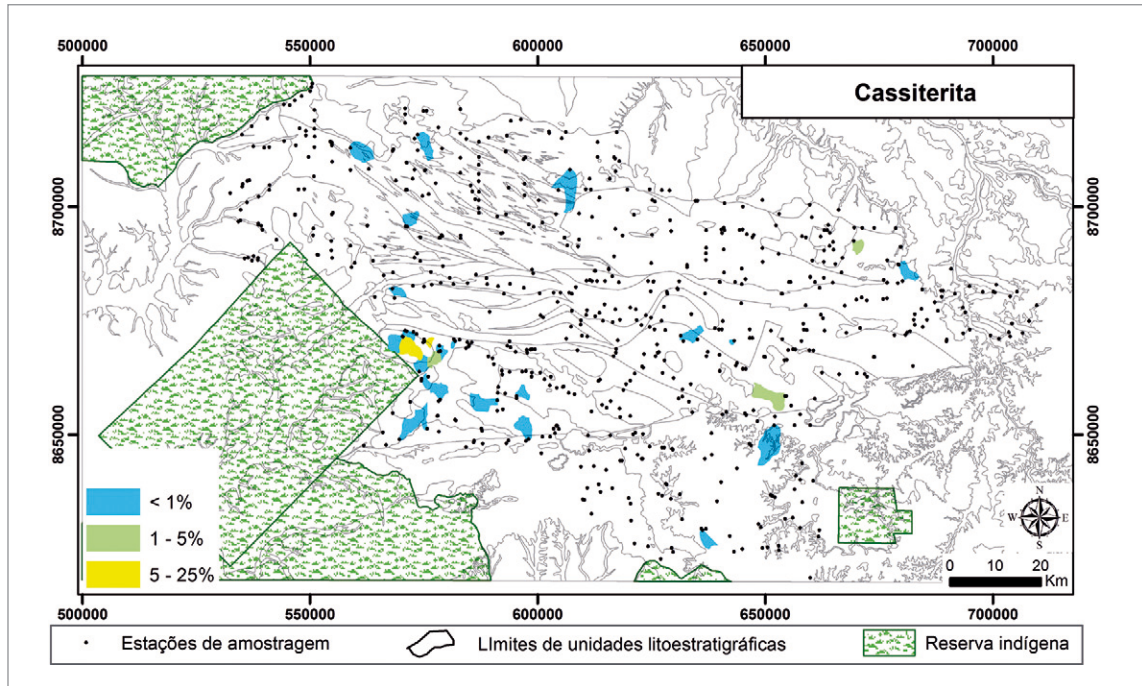 500000 550000 600000 650000 700000
Cassiterita
8700000 8700000
8650000 8650000
< 1%
1 - 5%
5 - 25%
N
W E
S
0 20
Km
500000 550000 600000 650000 700000
Estações de amostragem LImites de unidades litoestratigráficas Reserva indígena